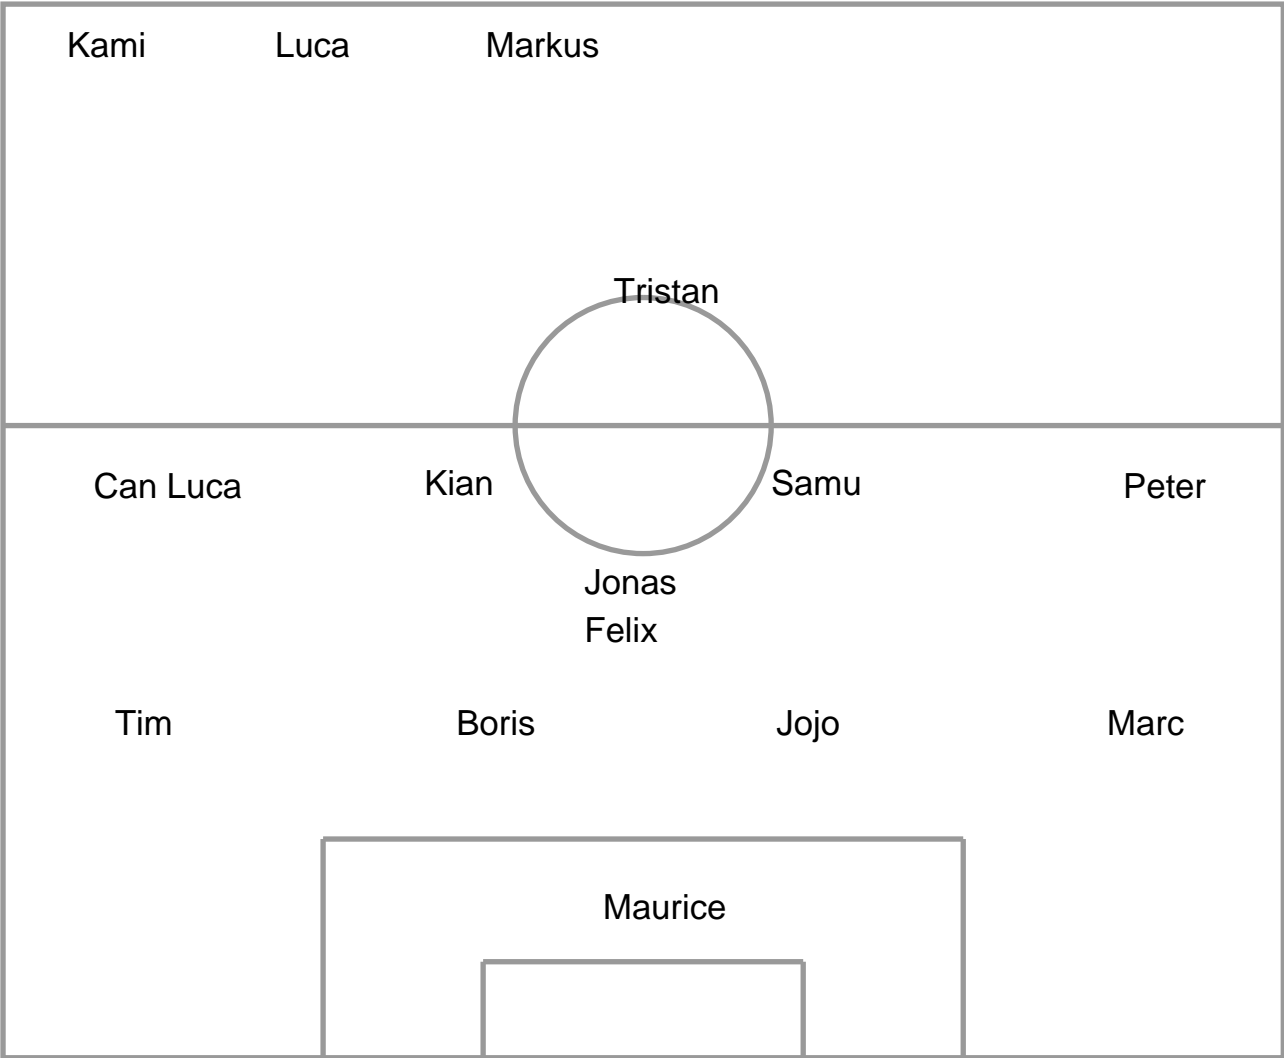 Kami Luca Markus
Tristan
Can Luca Kian Samu Peter
Jonas
Felix
Tim Boris Jojo Marc
Maurice